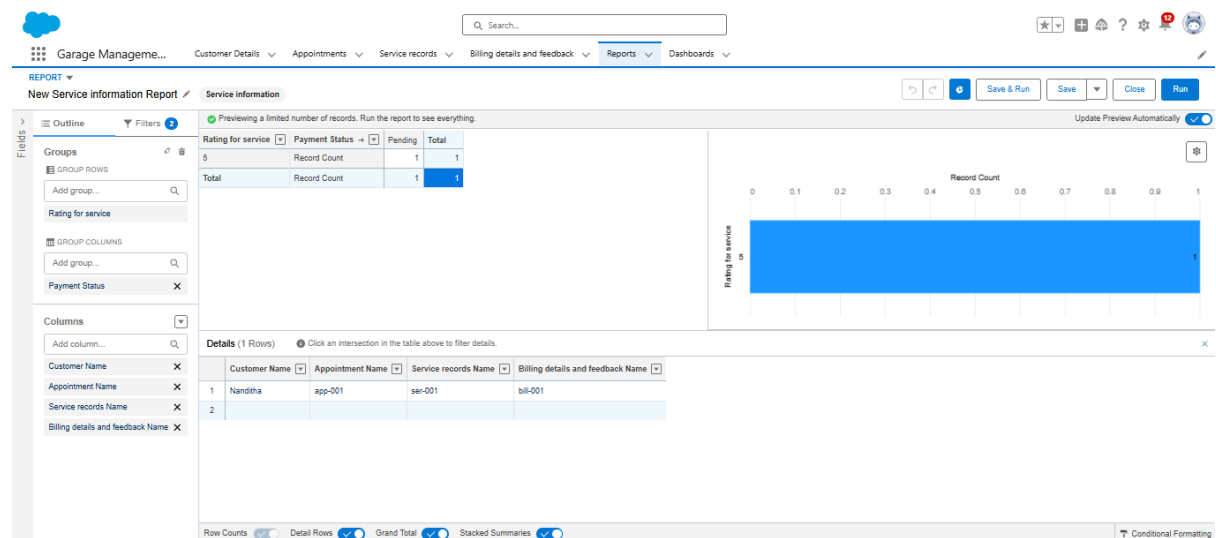 Search...
12
Garage Manageme... Customer Details Appointments Service records Billing details and feedback Reports Dashboards
REPORT
New Service information Report Service information Save & Run Save Close Run
Fields
Outline Filters 2
Previewing a limited number of records. Run the report to see everything. Update Preview Automatically
Groups
GROUP ROWS
Add group...
Rating for service
GROUP COLUMNS
Add group...
Payment Status
Columns
Add column...
Customer Name
Appointment Name
Service records Name
Billing details and feedback Name
Rating for service Payment Status → Pending Total
5 Record Count 1 1
Total Record Count 1 1
Record Count
0 0.1 0.2 0.3 0.4 0.5 0.6 0.7 0.8 0.9 1
Rating for service
5 1
Details (1 Rows) Click an intersection in the table above to filter details.
Customer Name Appointment Name Service records Name Billing details and feedback Name
1 Nanditha app-001 ser-001 bill-001
2
Row Counts Detail Rows Grand Total Stacked Summaries Conditional Formatting